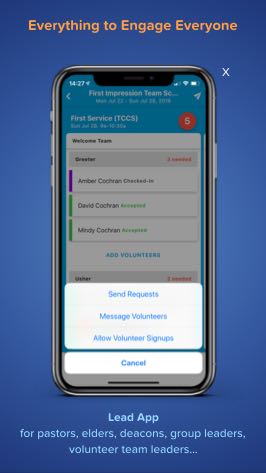 Everything to Engage Everyone
X
14:27
First Impression Team Sc...
Mon Jul 22 - Sun Jul 28, 2019
First Service (TCCS)
Sun Jul 28, 9a-10:30a
5
Welcome Team
Greeter 3 needed
Amber Cochran Checked-in
David Cochran Accepted
Mindy Cochran Accepted
ADD VOLUNTEERS
Usher 2 needed
Send Requests
Message Volunteers
Allow Volunteer Signups
Cancel
Lead App
for pastors, elders, deacons, group leaders,
volunteer team leaders...